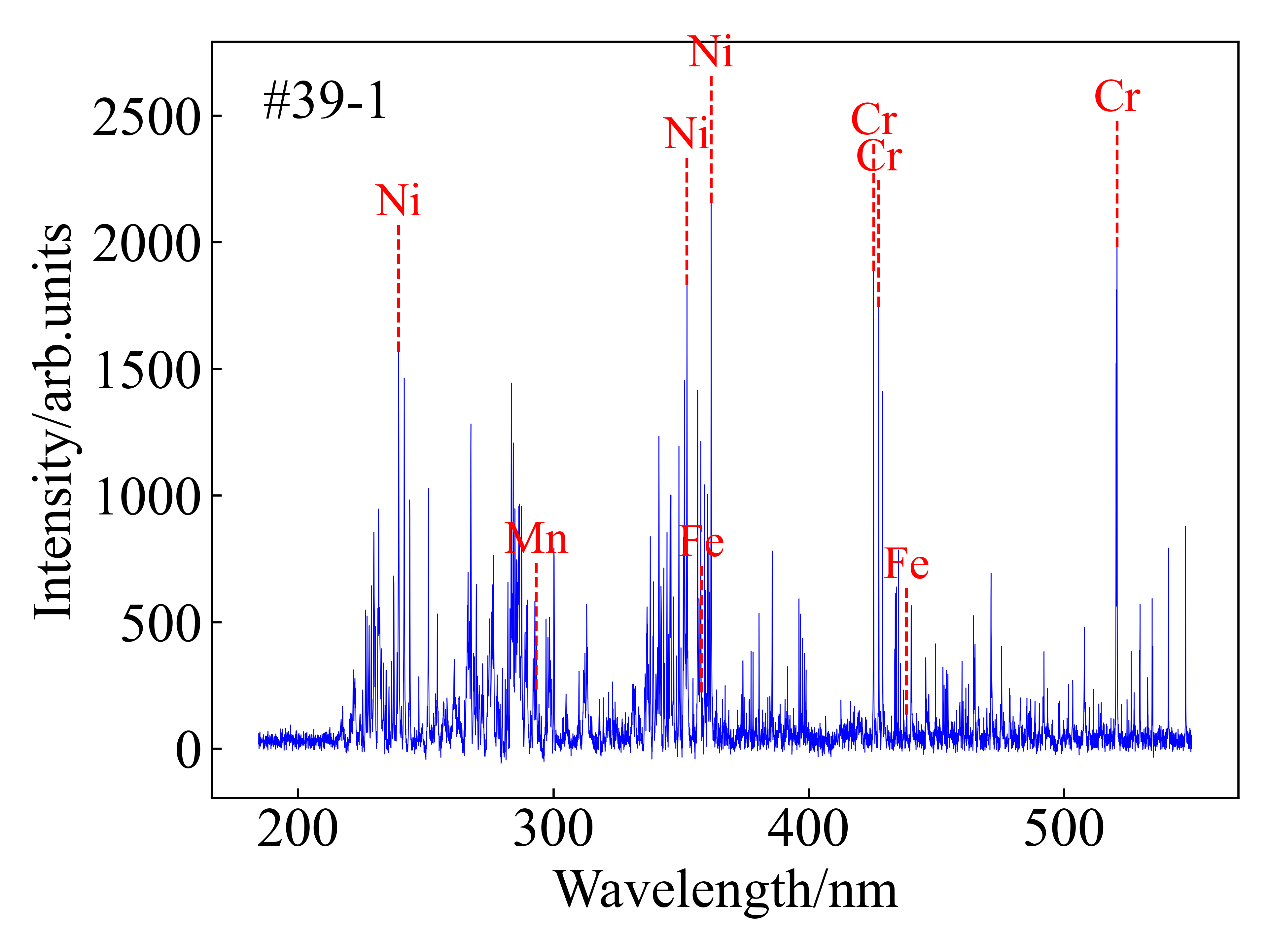 #39-1
Ni
Ni
Ni
Cr
Cr
Cr
Mn
Fe
Fe
2500
2000
1500
1000
500
0
Intensity/arb.units
200 300 400 500
Wavelength/nm